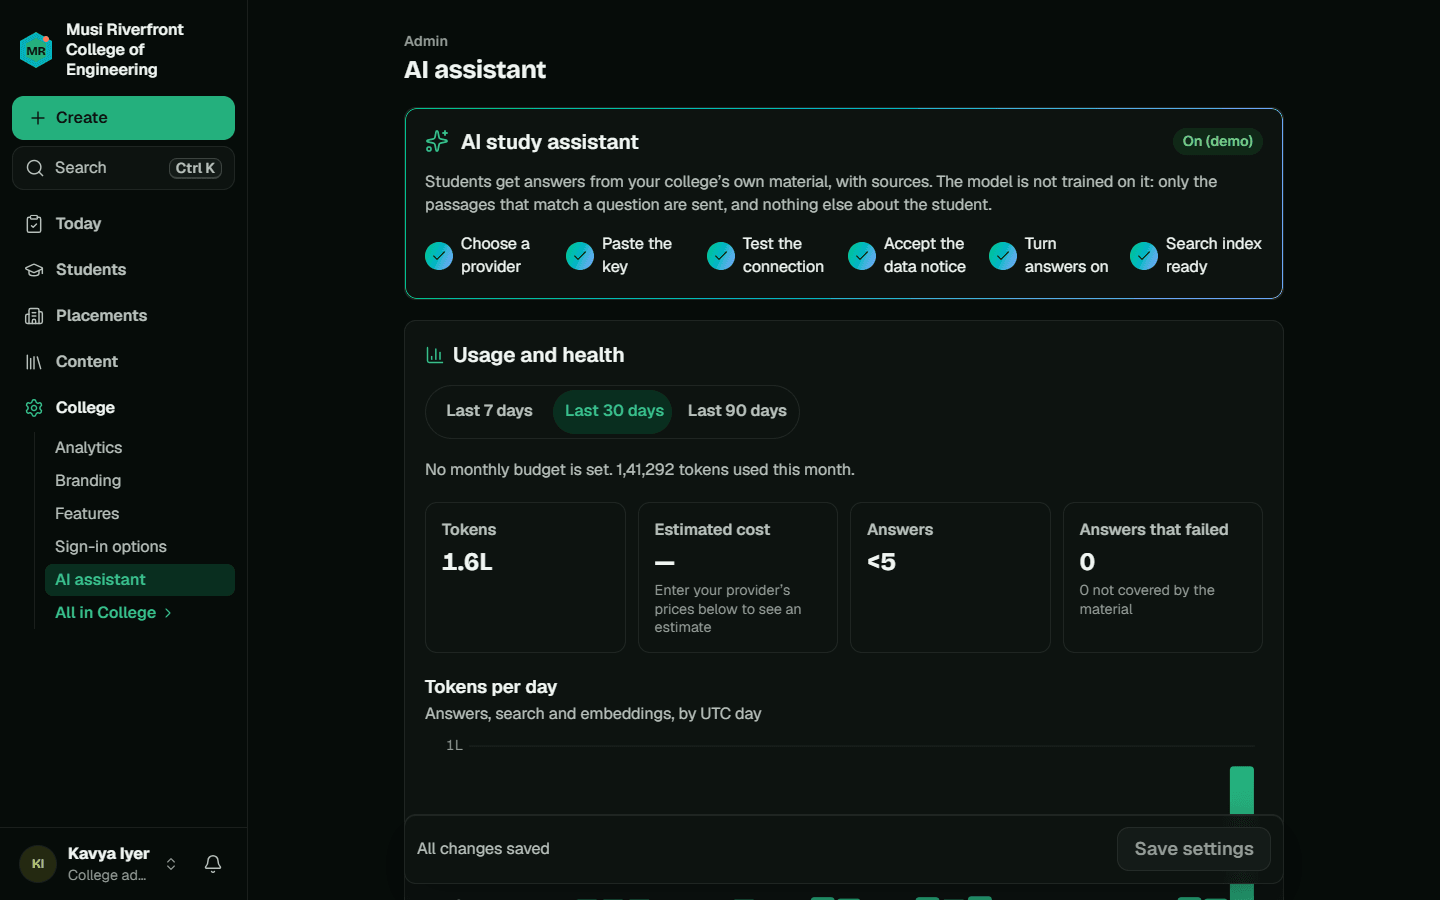 MR
Musi Riverfront
College of
Engineering
Create
Search Ctrl K
Today
Students
Placements
Content
College
Analytics
Branding
Features
Sign-in options
AI assistant
All in College
KI
Kavya Iyer
College ad...
Admin
AI assistant
AI study assistant
On (demo)
Students get answers from your college’s own material, with sources. The model is not trained on it: only the
passages that match a question are sent, and nothing else about the student.
Choose a
provider
Paste the
key
Test the
connection
Accept the
data notice
Turn
answers on
Search index
ready
Usage and health
Last 7 days Last 30 days Last 90 days
No monthly budget is set. 1,41,292 tokens used this month.
Tokens
1.6L
Estimated cost
—
Enter your provider’s
prices below to see an
estimate
Answers
<5
Answers that failed
0
0 not covered by the
material
Tokens per day
Answers, search and embeddings, by UTC day
1L
All changes saved
Save settings